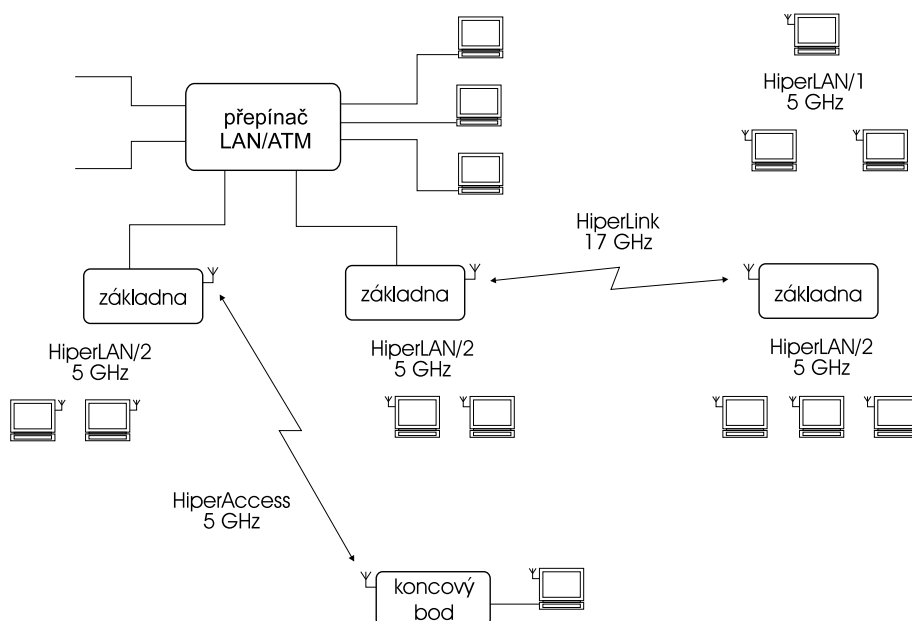 HiperLAN/1
5 GHz
přepínač
LAN/ATM
HiperLink
17 GHz
základna
základna
základna
HiperLAN/2
5 GHz
HiperLAN/2
5 GHz
HiperLAN/2
5 GHz
HiperAccess
5 GHz
koncový
bod